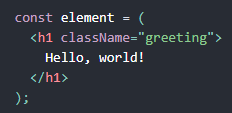 const element = (
  <h1 className="greeting">
    Hello, world!
  </h1>
);